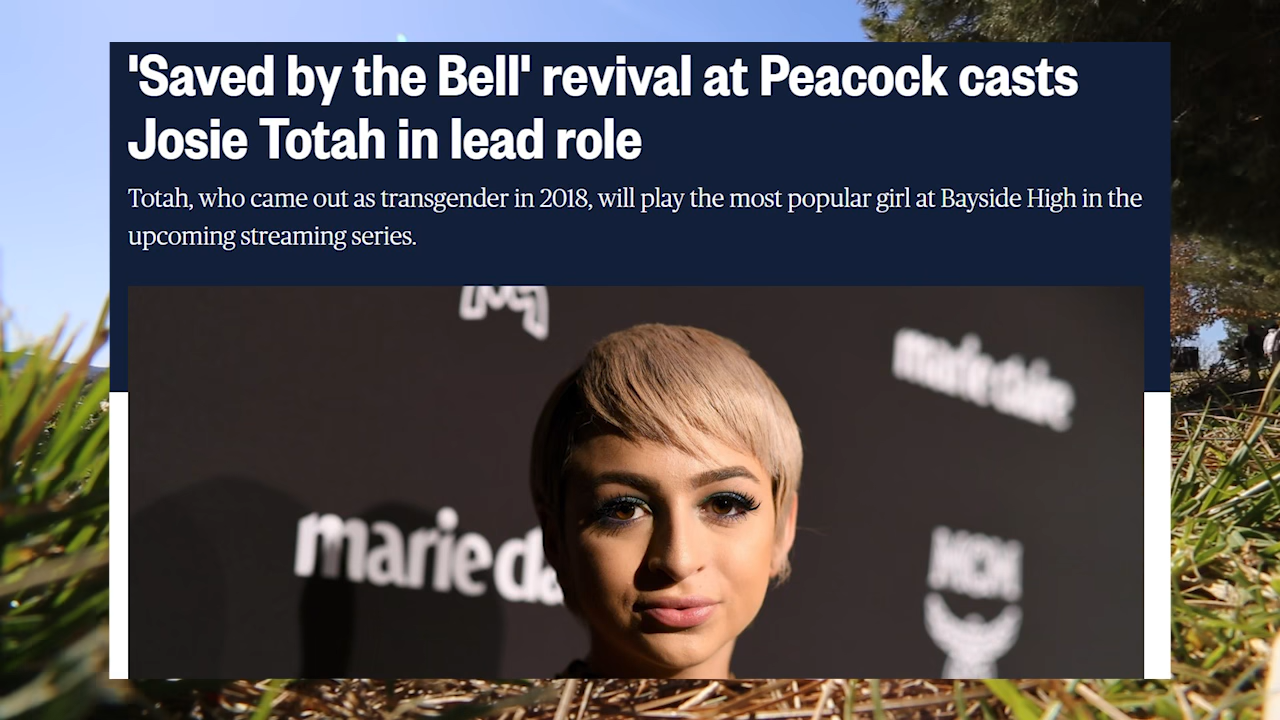 'Saved by the Bell' revival at Peacock casts
Josie Totah in lead role
Totah, who came out as transgender in 2018, will play the most popular girl at Bayside High in the
upcoming streaming series.
marie claire
marie
MCM